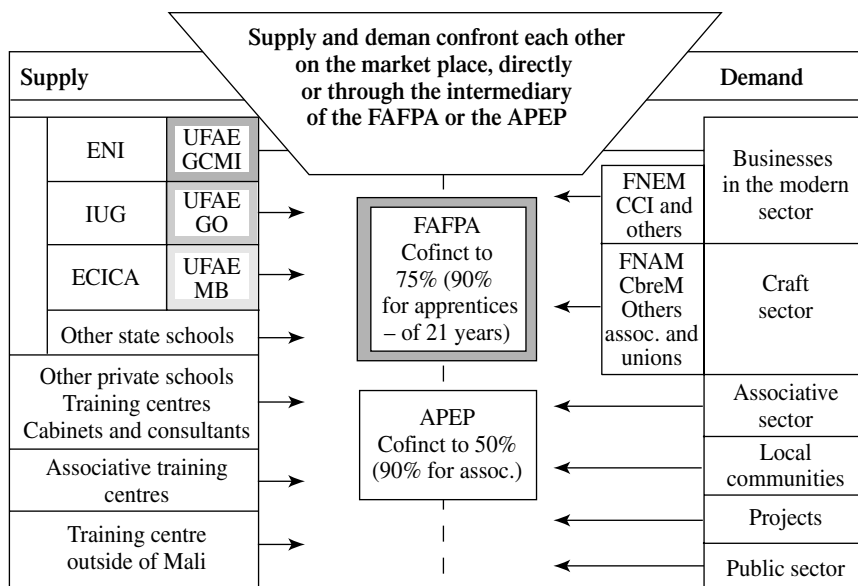 Supply and deman confront each other
on the market place, directly
or through the intermediary
of the FAFPA or the APEP
Supply
Demand
ENI
UFAE
GCMI
IUG
UFAE
GO
ECICA
UFAE
MB
Other state schools
Other private schools
Training centres
Cabinets and consultants
Associative training
centres
Training centre
outside of Mali
FAFPA
Cofinct to
75% (90%
for apprentices
– of 21 years)
APEP
Cofinct to 50%
(90% for assoc.)
FNEM
CCI and
others
FNAM
CbreM
Others
assoc. and
unions
Businesses
in the modern
sector
Craft
sector
Associative
sector
Local
communities
Projects
Public sector